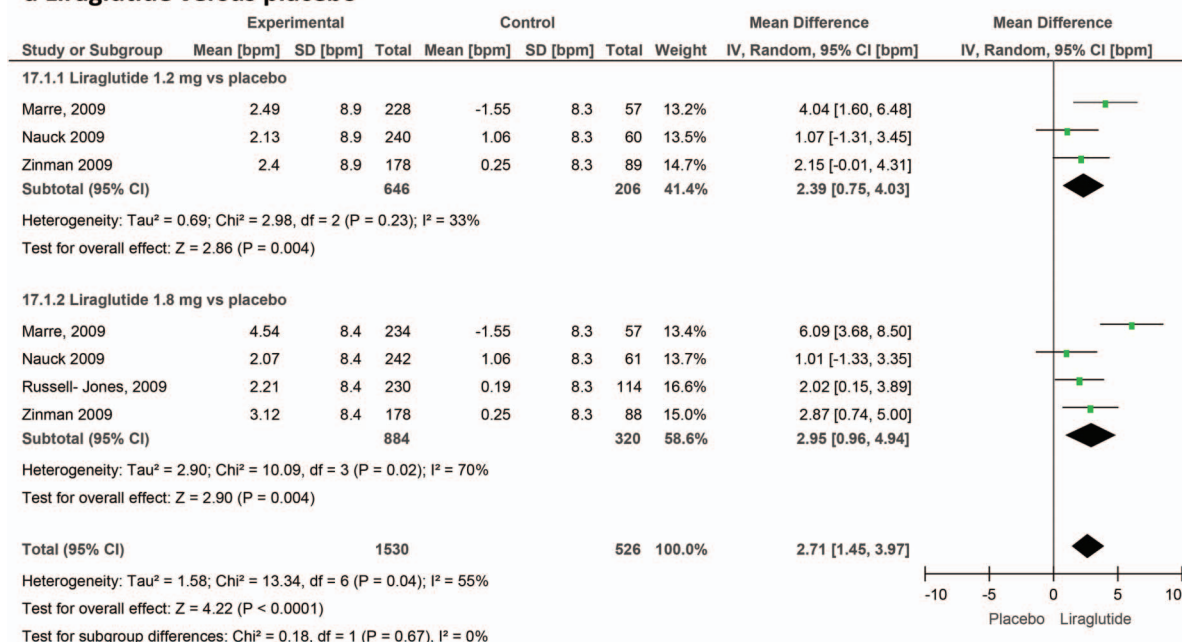 Experimental Control Mean Difference Mean Difference
Study or Subgroup Mean [bpm] SD [bpm] Total Mean [bpm] SD [bpm] Total Weight IV, Random, 95% CI [bpm] IV, Random, 95% CI [bpm]
17.1.1 Liraglutide 1.2 mg vs placebo
Marre, 2009 2.49 8.9 228 -1.55 8.3 57 13.2% 4.04 [1.60, 6.48]
Nauck 2009 2.13 8.9 240 1.06 8.3 60 13.5% 1.07 [-1.31, 3.45]
Zinman 2009 2.4 8.9 178 0.25 8.3 89 14.7% 2.15 [-0.01, 4.31]
Subtotal (95% CI) 646 206 41.4% 2.39 [0.75, 4.03]
Heterogeneity: Tau² = 0.69; Chi² = 2.98, df = 2 (P = 0.23); I² = 33%
Test for overall effect: Z = 2.86 (P = 0.004)
17.1.2 Liraglutide 1.8 mg vs placebo
Marre, 2009 4.54 8.4 234 -1.55 8.3 57 13.4% 6.09 [3.68, 8.50]
Nauck 2009 2.07 8.4 242 1.06 8.3 61 13.7% 1.01 [-1.33, 3.35]
Russell- Jones, 2009 2.21 8.4 230 0.19 8.3 114 16.6% 2.02 [0.15, 3.89]
Zinman 2009 3.12 8.4 178 0.25 8.3 88 15.0% 2.87 [0.74, 5.00]
Subtotal (95% CI) 884 320 58.6% 2.95 [0.96, 4.94]
Heterogeneity: Tau² = 2.90; Chi² = 10.09, df = 3 (P = 0.02); I² = 70%
Test for overall effect: Z = 2.90 (P = 0.004)
Total (95% CI) 1530 526 100.0% 2.71 [1.45, 3.97]
Heterogeneity: Tau² = 1.58; Chi² = 13.34, df = 6 (P = 0.04); I² = 55%
-10 -5 0 5 10
Test for overall effect: Z = 4.22 (P < 0.0001)
Placebo Liraglutide
Test for subgroup differences: Chi² = 0.18, df = 1 (P = 0.67), I² = 0%